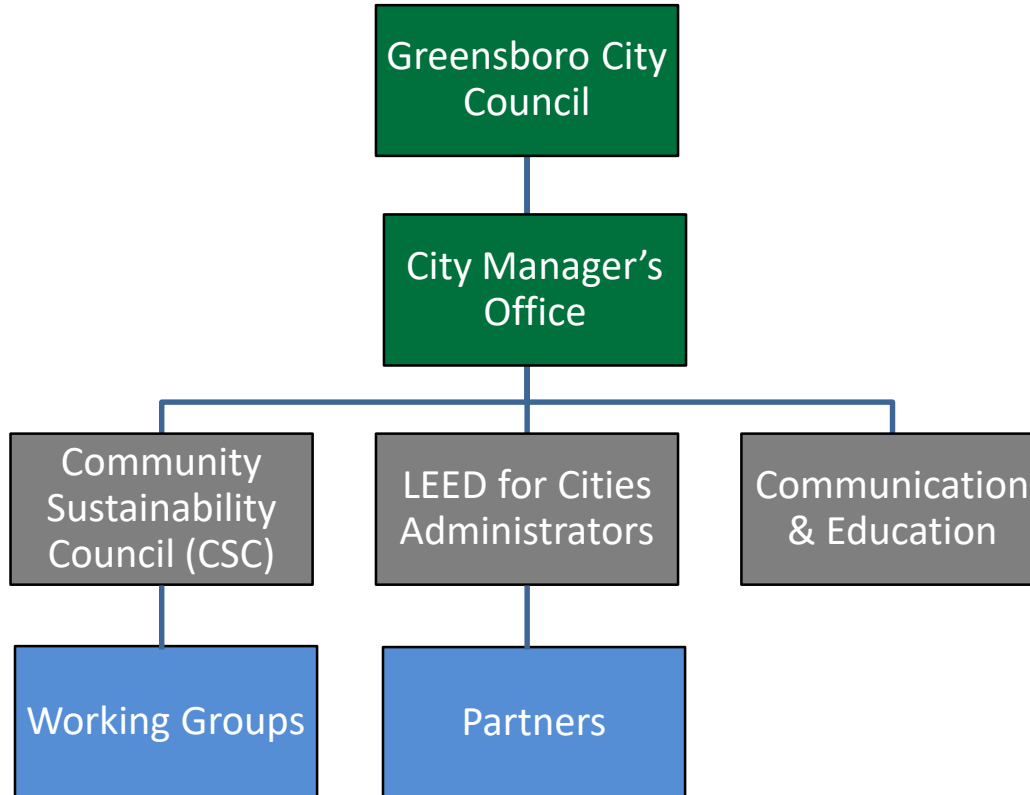 Greensboro City
Council
City Manager’s
Office
Community
Sustainability
Council (CSC)
LEED for Cities
Administrators
Communication
& Education
Working Groups
Partners